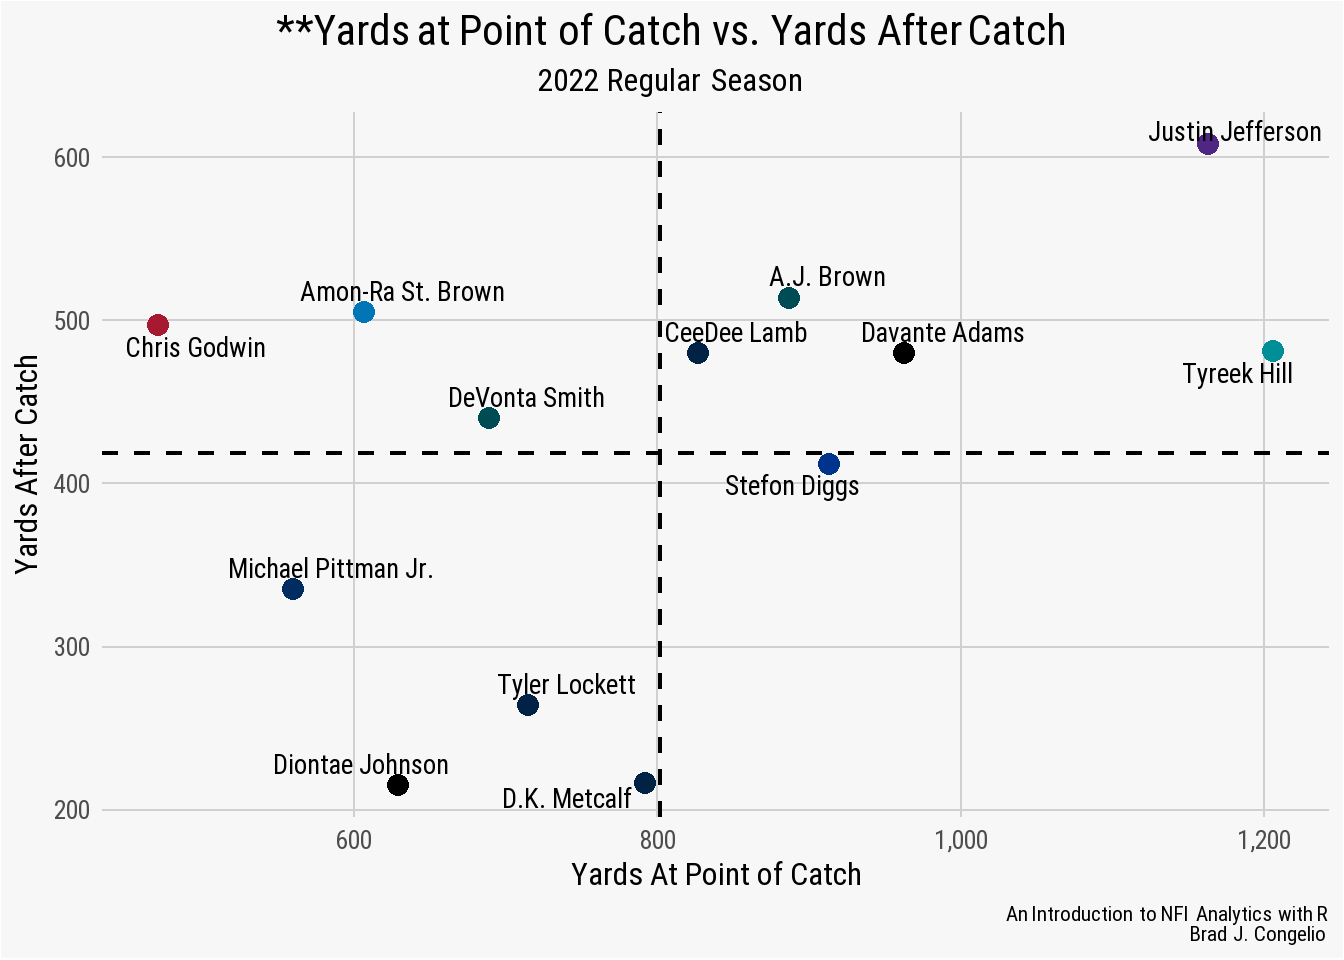 **Yards at Point of Catch vs. Yards After Catch
2022 Regular Season
Justin Jefferson
600
A.J. Brown
Amon-Ra St. Brown
500
CeeDee Lamb
Davante Adams
Chris Godwin
Tyreek Hill
DeVonta Smith
Yards After Catch
400
Stefon Diggs
Michael Pittman Jr.
300
Tyler Lockett
Diontae Johnson
D.K. Metcalf
200
600
800
1,000
1,200
Yards At Point of Catch
An Introduction to NFl Analytics with R
Brad J. Congelio